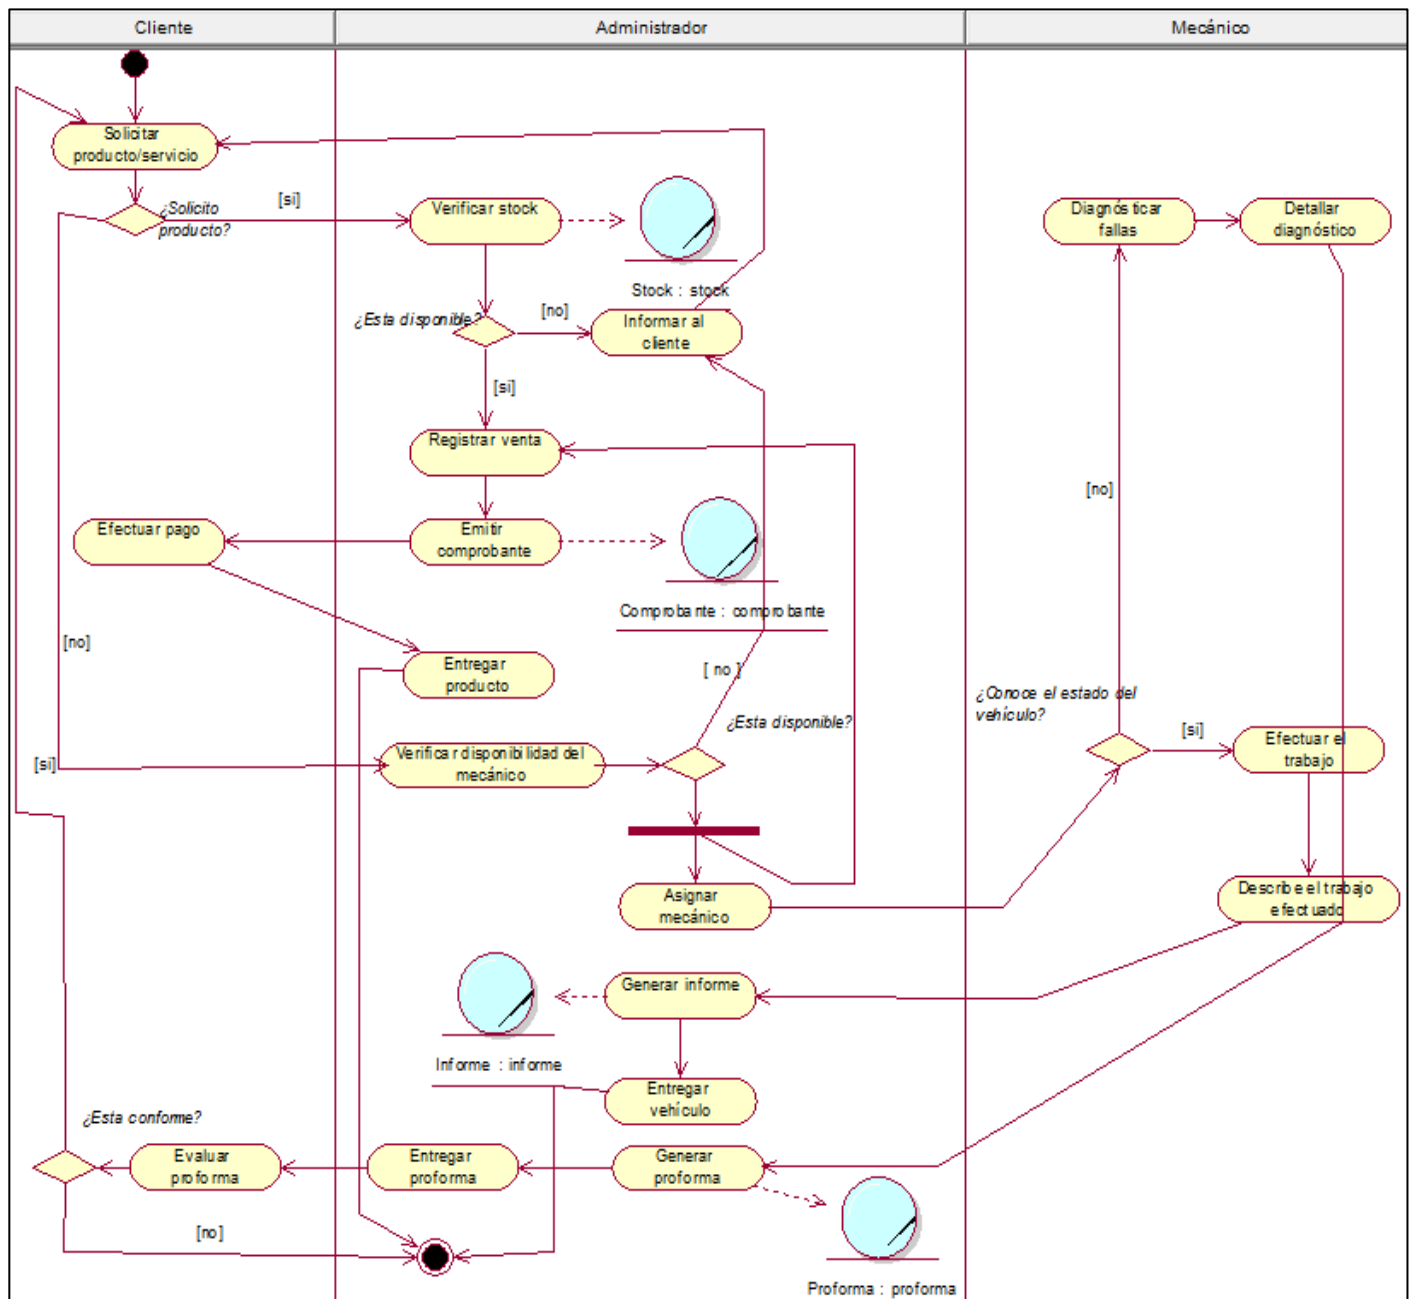 Cliente
Administrador
Mecánico
Solicitar
producto/servicio
¿Solicito
producto?
[si]
Verificar stock
Stock : stock
Diagnósticar
fallas
Detallar
diagnóstico
¿Esta disponible?
[no]
Informar al
cliente
[si]
Registrar venta
[no]
Efectuar pago
Emitir
comprobante
Comprobante : comprobante
[no]
Entregar
producto
[ no ]
¿Conoce el estado del
vehículo?
¿Esta disponible?
[si]
Verificar disponibilidad del
mecánico
[si]
Efectuar el
trabajo
Asignar
mecánico
Describe el trabajo
efectuado
Generar informe
Informe : informe
Entregar
vehículo
¿Esta conforme?
Evaluar
proforma
Entregar
proforma
Generar
proforma
[no]
Proforma : proforma